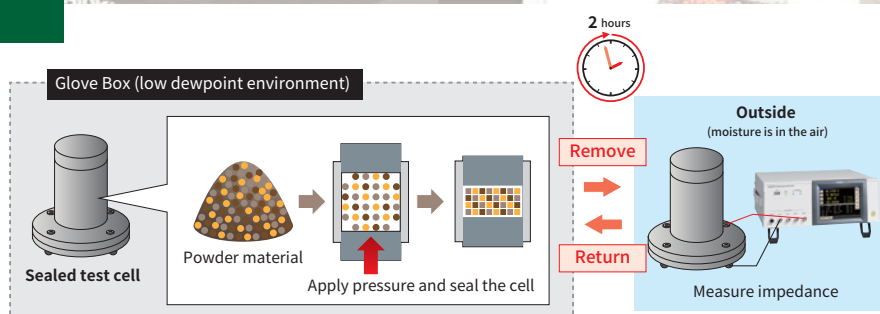 2 hours
Glove Box (low dewpoint environment)
Outside
(moisture is in the air)
Remove
Powder material
Return
Sealed test cell
Apply pressure and seal the cell
Measure impedance